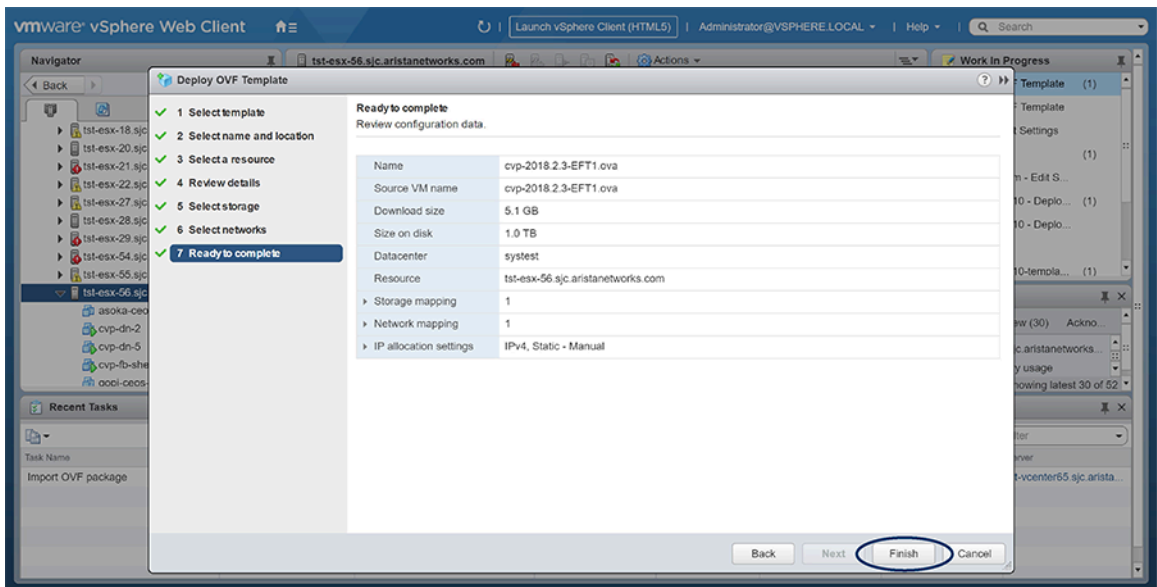 vmware® vSphere Web Client
Launch vSphere Client (HTML5)
Administrator@VSPHERE.LOCAL
Help
Search
Navigator
tst-esx-56.sjc.aristanetworks.com
Actions
Work In Progress
Back
Deploy OVF Template
Template (1)
Template
t Settings
(1)
m - Edit S...
10 - Deplo... (1)
10 - Deplo...
10-templa... (1)
tst-esx-18.sjc
tst-esx-20.sjc
tst-esx-21.sjc
tst-esx-22.sjc
tst-esx-27.sjc
tst-esx-28.sjc
tst-esx-29.sjc
tst-esx-54.sjc
tst-esx-55.sjc
tst-esx-56.sjc
asoka-ceo
cvp-dn-2
cvp-dn-5
cvp-fb-she
1 Select template
2 Select name and location
3 Select a resource
4 Review details
5 Select storage
6 Select networks
7 Ready to complete
Ready to complete
Review configuration data.
Name cvp-2018.2.3-EFT1.ova
Source VM name cvp-2018.2.3-EFT1.ova
Download size 5.1 GB
Size on disk 1.0 TB
Datacenter systest
Resource tst-esx-56.sjc.aristanetworks.com
Storage mapping 1
Network mapping 1
IP allocation settings IPv4, Static - Manual
ew (30) Ackno...
jc.aristanetworks...
y usage
howing latest 30 of 52
Recent Tasks
Task Name
Import OVF package
ilter
erver
t-vcenter65.sjc.arista...
Back
Next
Finish
Cancel